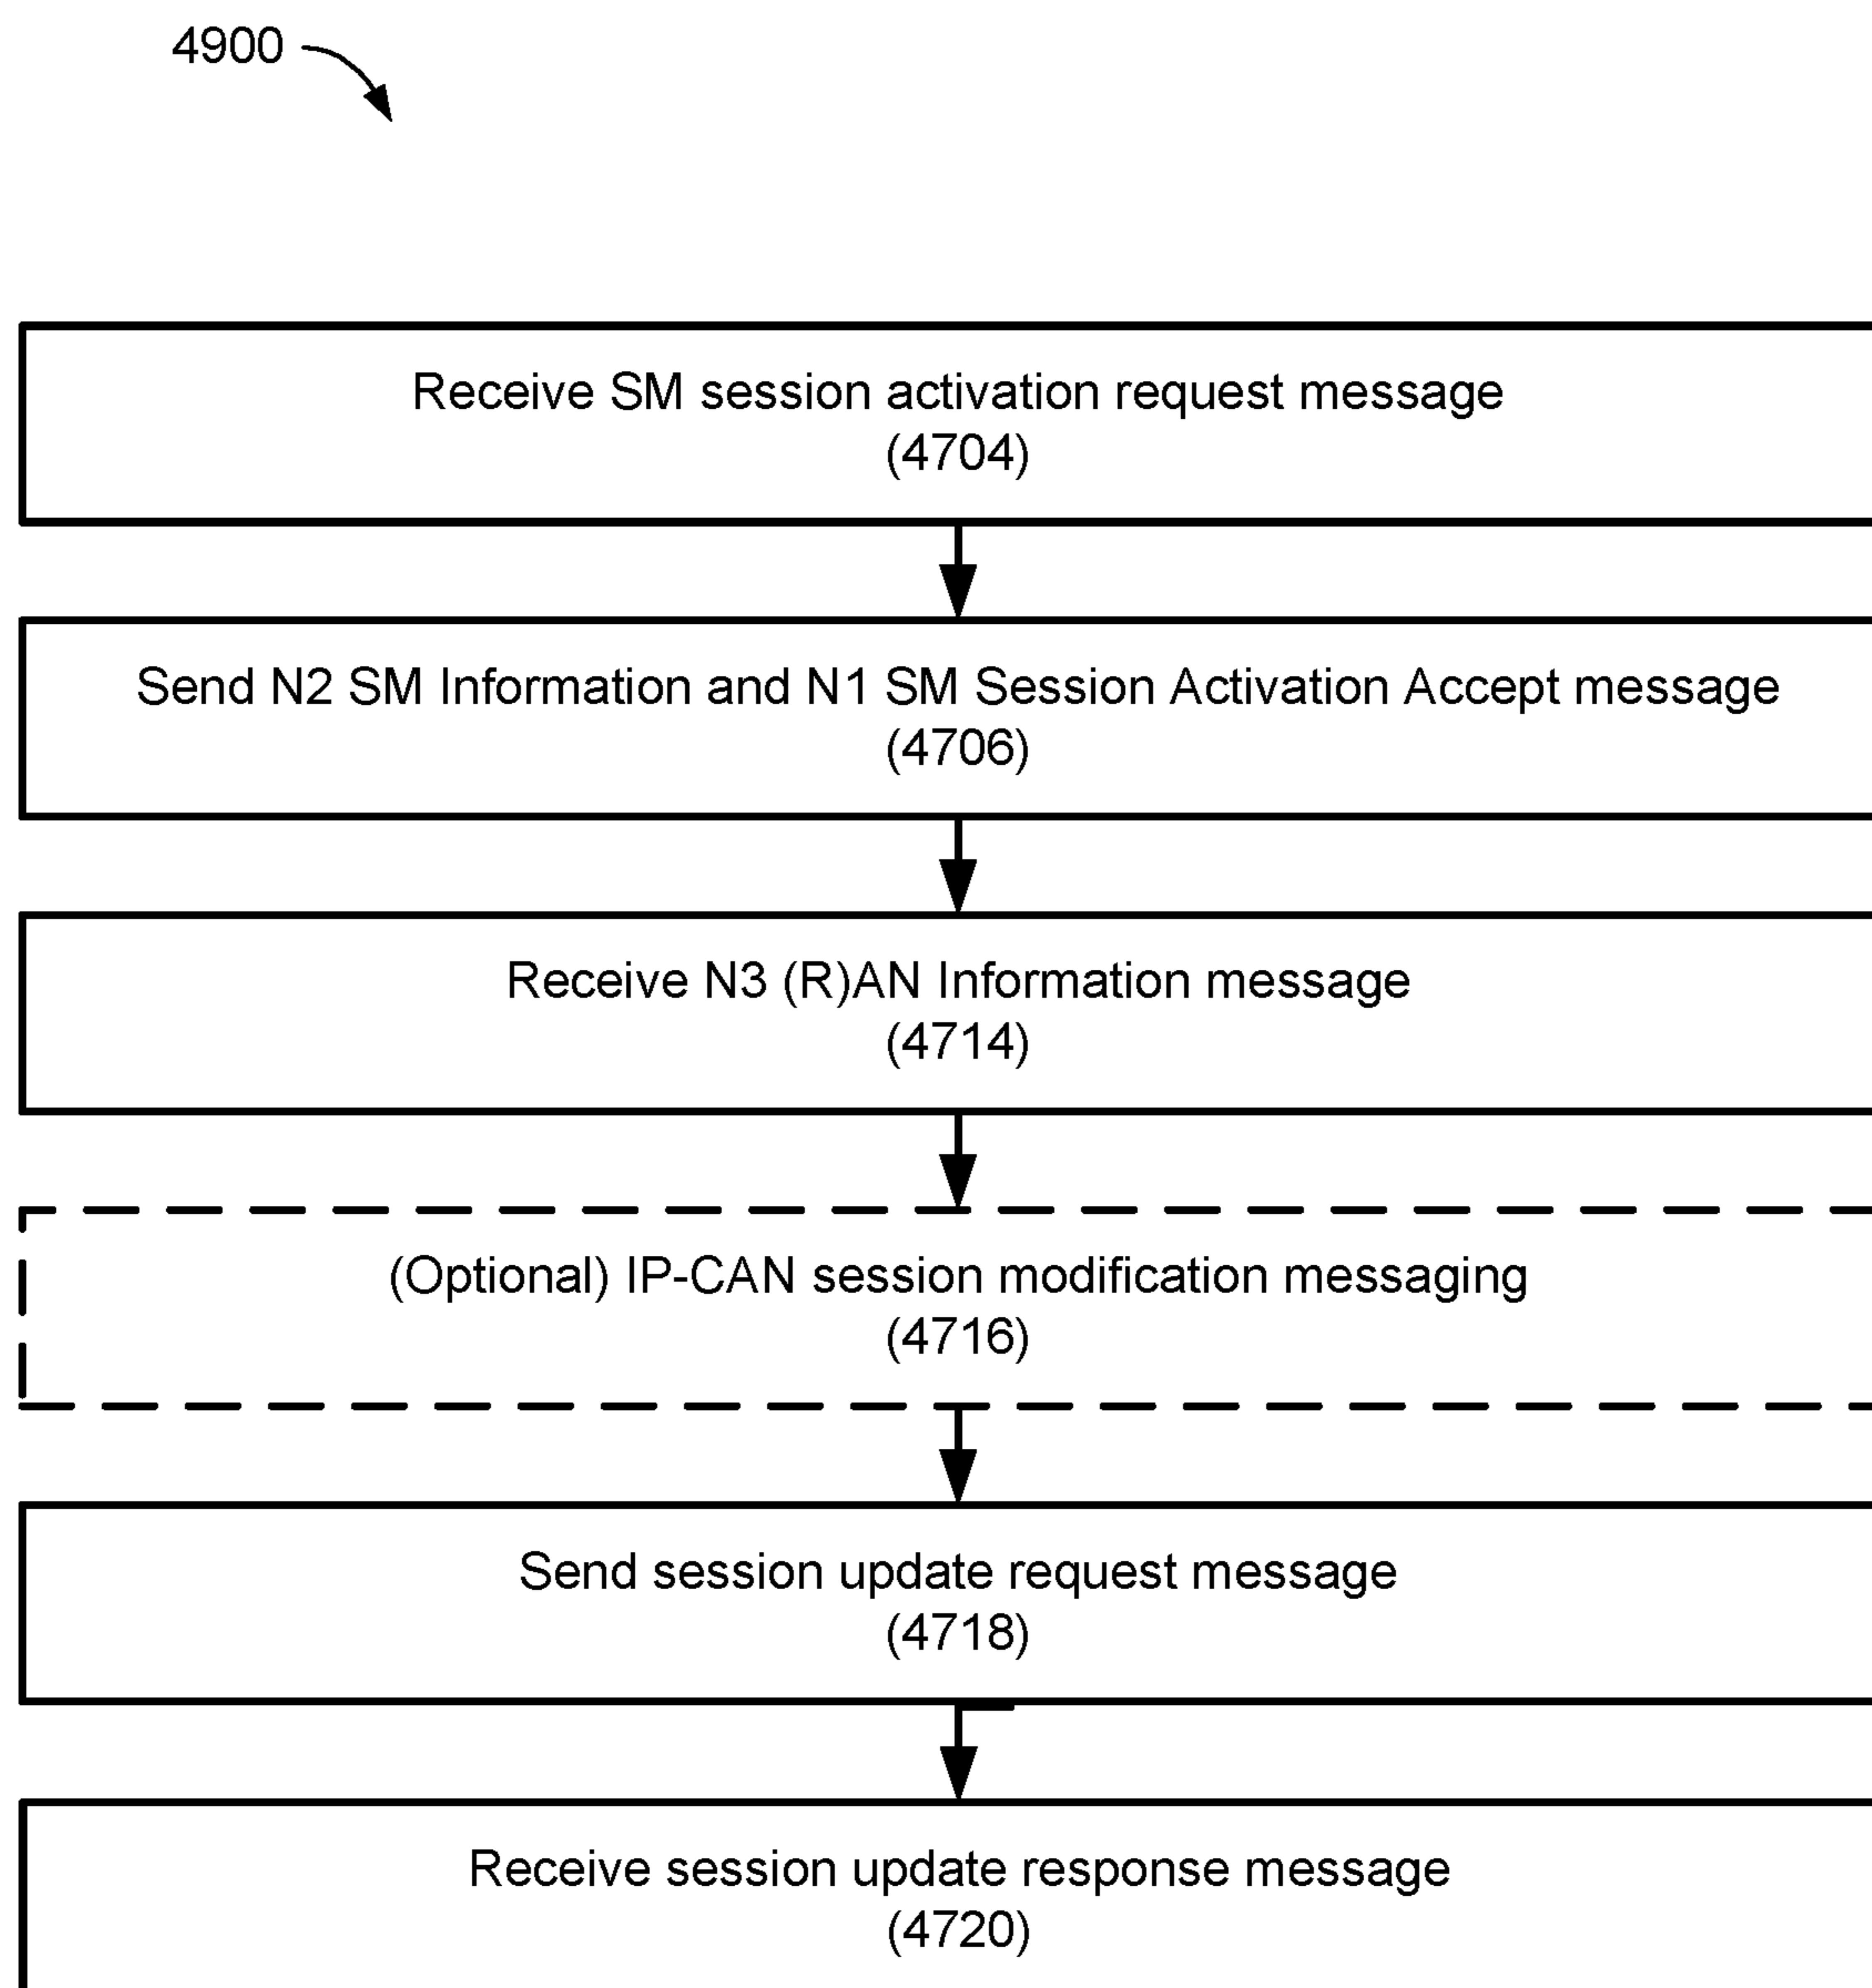 4900
Receive SM session activation request message
(4704)
Send N2 SM Information and N1 SM Session Activation Accept message
(4706)
Receive N3 (R)AN Information message
(4714)
(Optional) IP-CAN session modification messaging
(4716)
Send session update request message
(4718)
Receive session update response message
(4720)